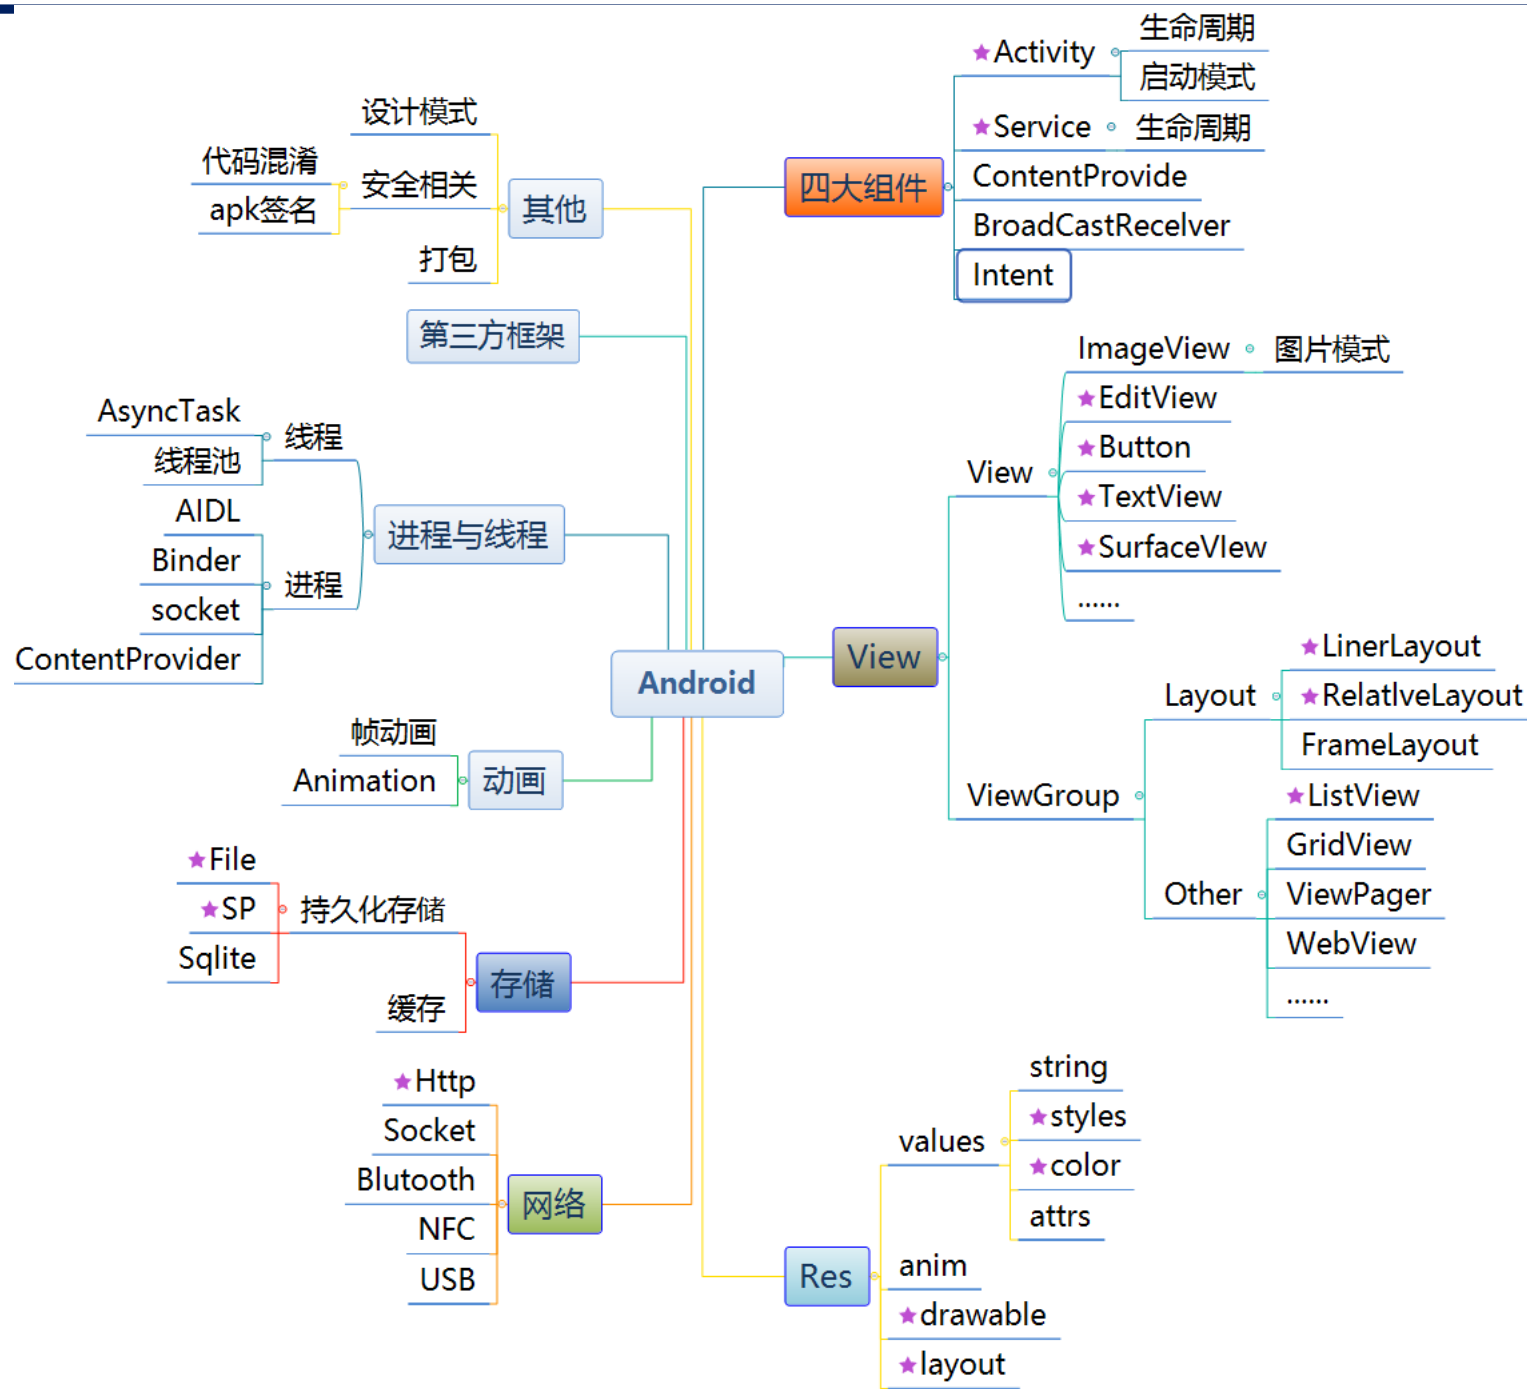 Android
四大组件
★Activity
生命周期
启动模式
★Service
生命周期
ContentProvide
BroadCastRecelver
Intent
View
View
ImageView
图片模式
★EditView
★Button
★TextView
★SurfaceVIew
......
ViewGroup
Layout
★LinerLayout
★RelatlveLayout
FrameLayout
Other
★ListView
GridView
ViewPager
WebView
......
Res
values
string
★styles
★color
attrs
anim
★drawable
★layout
其他
设计模式
安全相关
代码混淆
apk签名
打包
第三方框架
进程与线程
线程
AsyncTask
线程池
进程
AIDL
Binder
socket
ContentProvider
动画
帧动画
Animation
存储
持久化存储
★File
★SP
Sqlite
缓存
网络
★Http
Socket
Blutooth
NFC
USB